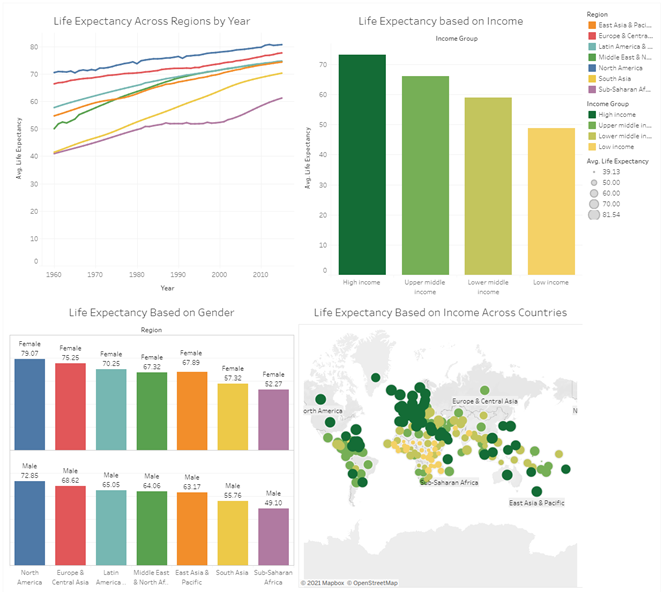 Life Expectancy Across Regions by Year
Avg. Life Expectancy
80
70
60
50
40
30
20
10
0
1960
1970
1980
1990
2000
2010
Year
Life Expectancy based on Income
Income Group
Avg. Life Expectancy
70
60
50
40
30
20
10
0
High income
Upper middle
income
Lower middle
income
Low income
Region
East Asia & Paci...
Europe & Centra...
Latin America & ...
Middle East & N...
North America
South Asia
Sub-Saharan Af...
Income Group
High income
Upper middle in...
Lower middle in...
Low income
Avg. Life Expectancy
39.13
50.00
60.00
70.00
81.54
Life Expectancy Based on Gender
Region
Female
79.07
Female
75.25
Female
70.25
Female
67.32
Female
67.89
Female
57.32
Female
52.27
Male
72.85
Male
68.62
Male
65.05
Male
64.06
Male
63.17
Male
55.76
Male
49.10
North
America
Europe &
Central Asia
Latin
America ..
Middle East
& North Af..
East Asia &
Pacific
South Asia
Sub-Saharan
Africa
Life Expectancy Based on Income Across Countries
orth America
Europe & Central Asia
N
Sub-Saharan Africa
East Asia & Pacific
© 2021 Mapbox © OpenStreetMap